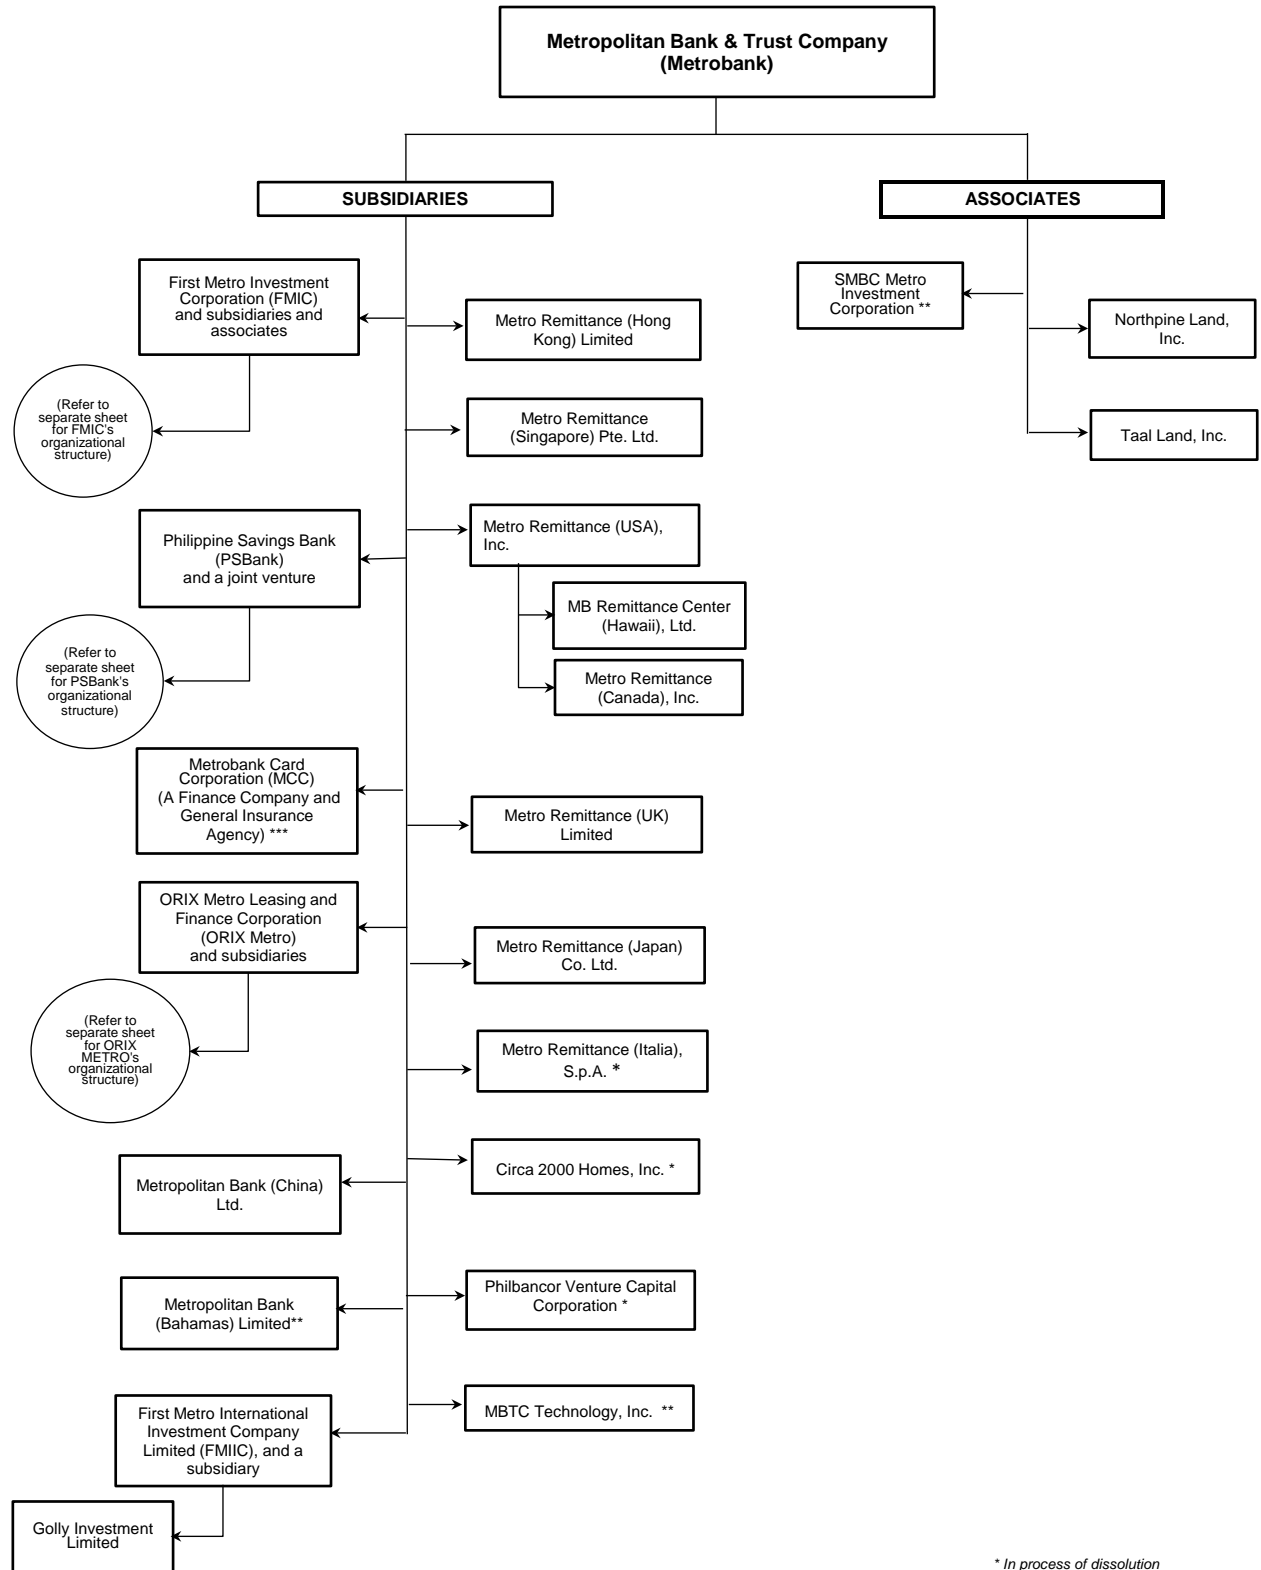 Metropolitan Bank & Trust Company
(Metrobank)
SUBSIDIARIES
ASSOCIATES
First Metro Investment
Corporation (FMIC)
and subsidiaries and
associates
(Refer to
separate sheet
for FMIC's
organizational
structure)
Metro Remittance (Hong
Kong) Limited
Metro Remittance
(Singapore) Pte. Ltd.
SMBC Metro
Investment
Corporation **
Northpine Land,
Inc.
Taal Land, Inc.
Philippine Savings Bank
(PSBank)
and a joint venture
(Refer to
separate sheet
for PSBank's
organizational
structure)
Metro Remittance (USA),
Inc.
MB Remittance Center
(Hawaii), Ltd.
Metro Remittance
(Canada), Inc.
Metrobank Card
Corporation (MCC)
(A Finance Company and
General Insurance
Agency) ***
Metro Remittance (UK)
Limited
ORIX Metro Leasing and
Finance Corporation
(ORIX Metro)
and subsidiaries
(Refer to
separate sheet
for ORIX
METRO's
organizational
structure)
Metro Remittance (Japan)
Co. Ltd.
Metro Remittance (Italia),
S.p.A. *
Metropolitan Bank (China)
Ltd.
Circa 2000 Homes, Inc. *
Metropolitan Bank
(Bahamas) Limited**
Philbancor Venture Capital
Corporation *
First Metro International
Investment Company
Limited (FMIIC), and a
subsidiary
MBTC Technology, Inc. **
Golly Investment
Limited
* In process of dissolution